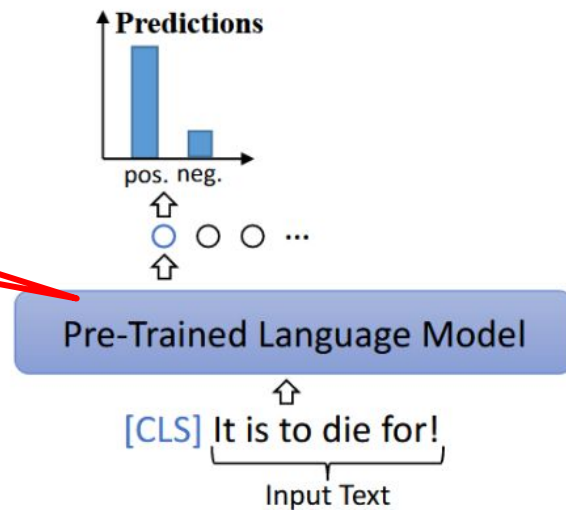 Predictions
pos. neg.
...
Pre-Trained Language Model
[CLS] It is to die for!
Input Text